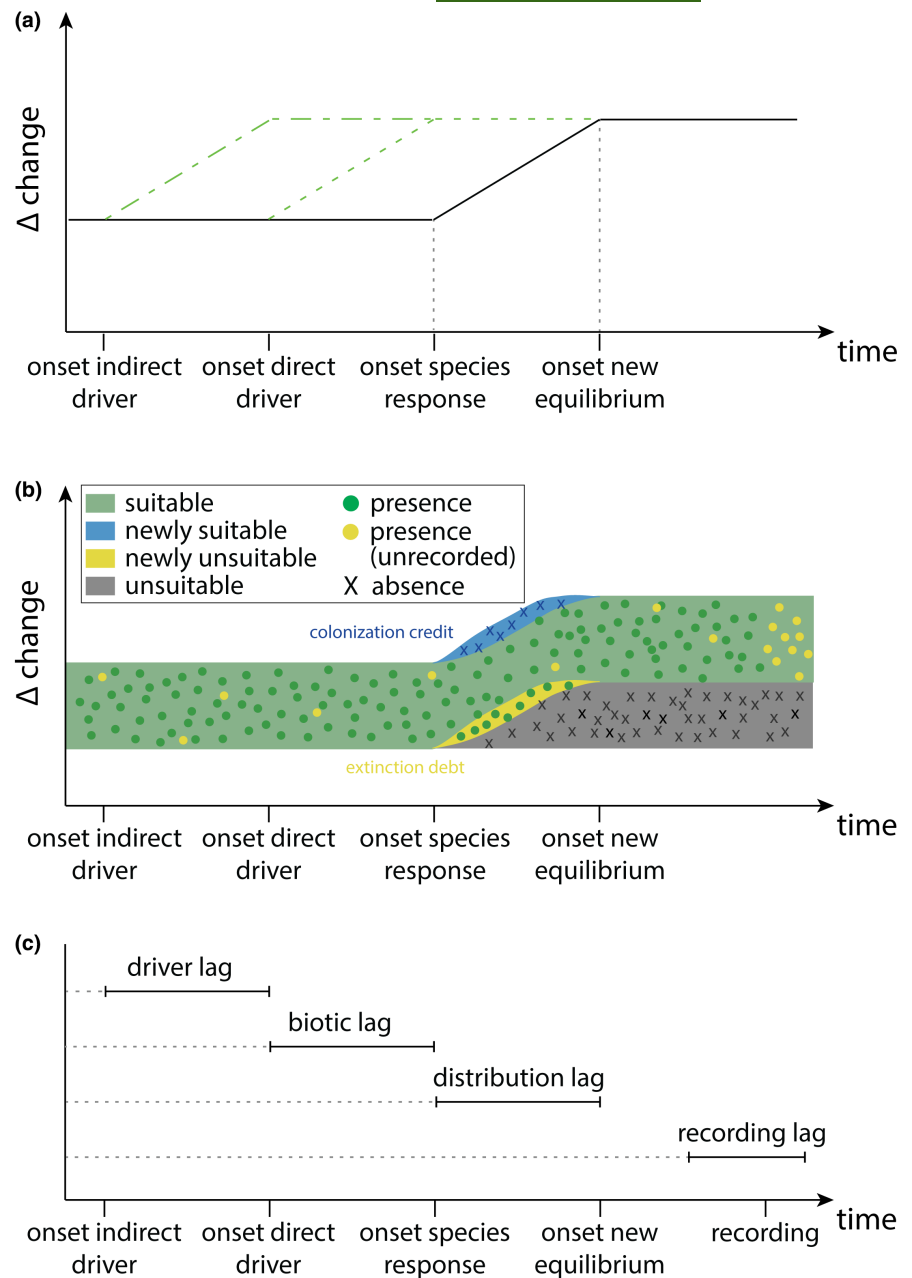 (a)
Δ change
time
onset indirect
driver
onset direct
driver
onset species
response
onset new
equilibrium
(b)
suitable
newly suitable
newly unsuitable
unsuitable
presence
presence
(unrecorded)
X absence
Δ change
colonization credit
extinction debt
time
onset indirect
driver
onset direct
driver
onset species
response
onset new
equilibrium
(c)
driver lag
biotic lag
distribution lag
recording lag
time
onset indirect
driver
onset direct
driver
onset species
response
onset new
equilibrium
recording